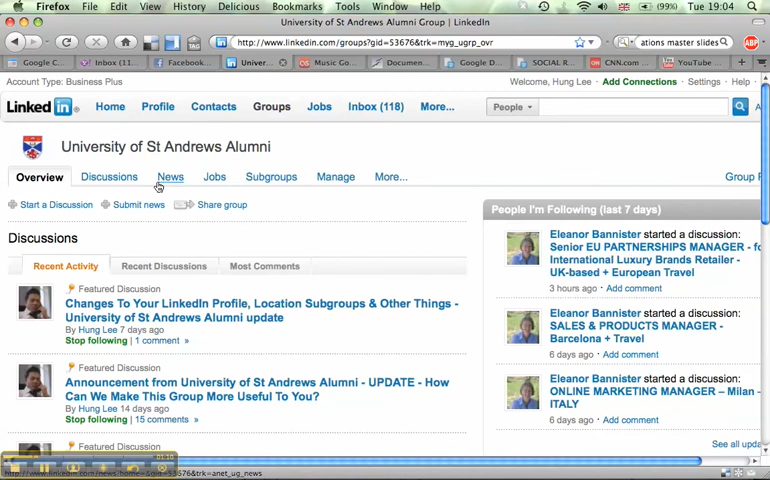 Firefox File Edit View History Delicious Bookmarks Tools Window Help (99%) Tue 19:04
University of St Andrews Alumni Group | LinkedIn
http://www.linkedin.com/groups?gid=53676&trk=myg_ugrp_ovr
ations master slides
TAG
ABP
Google C... Inbox (11... Facebook... Univer... Music Go... Documen... Google D... SOCIAL R... CNN.com ... YouTube ...
Account Type: Business Plus
Welcome, Hung Lee Add Connections Settings Help
Linked in Home Profile Contacts Groups Jobs Inbox (118) More... People
University of St Andrews Alumni
Overview Discussions News Jobs Subgroups Manage More... Group
Start a Discussion Submit news Share group
People I'm Following (last 7 days)
Discussions
Recent Activity Recent Discussions Most Comments
Featured Discussion
Changes To Your LinkedIn Profile, Location Subgroups & Other Things -
University of St Andrews Alumni update
By Hung Lee 7 days ago
Stop following | 1 comment »
Featured Discussion
Announcement from University of St Andrews Alumni - UPDATE - How
Can We Make This Group More Useful To You?
By Hung Lee 14 days ago
Stop following | 15 comments »
Featured Discussion
Eleanor Bannister started a discussion:
Senior EU PARTNERSHIPS MANAGER - fo
International Luxury Brands Retailer -
UK-based + European Travel
3 hours ago • Add comment
Eleanor Bannister started a discussion:
SALES & PRODUCTS MANAGER -
Barcelona + Travel
6 days ago • Add comment
Eleanor Bannister started a discussion:
ONLINE MARKETING MANAGER – Milan -
ITALY
6 days ago • Add comment
See all upda
01:10